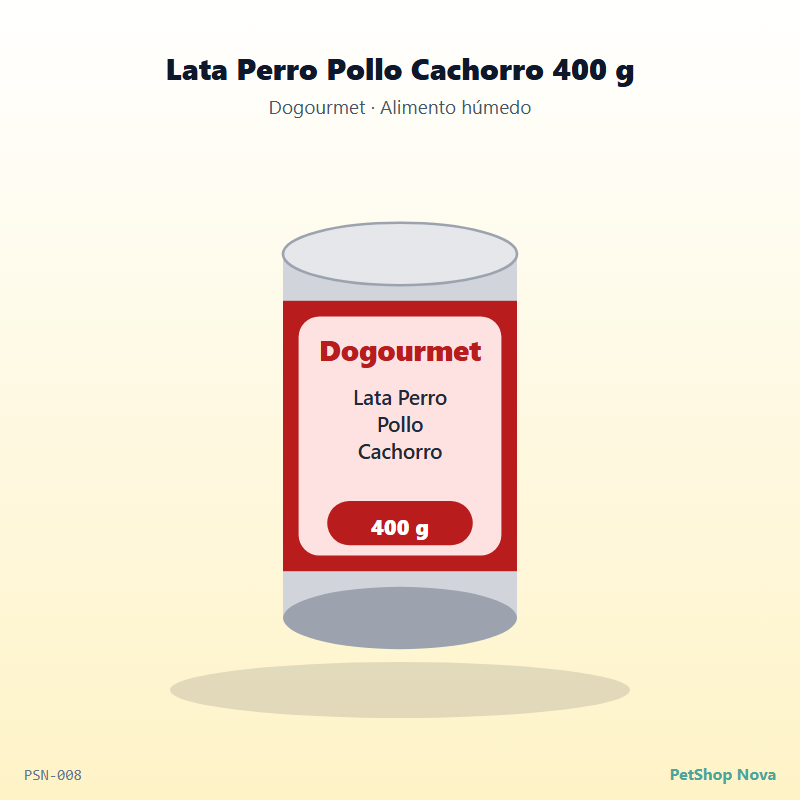 Lata Perro Pollo Cachorro 400 g
Dogourmet · Alimento húmedo
Dogourmet
Lata Perro
Pollo
Cachorro
400 g
PSN-008
PetShop Nova